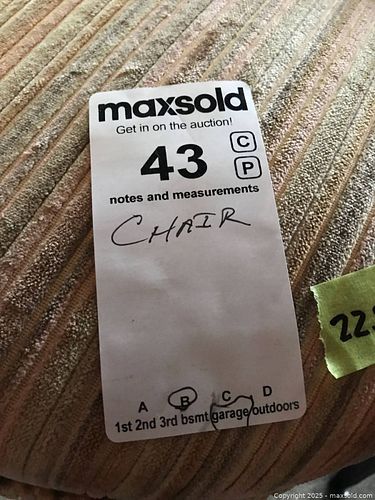 maxsold
Get in on the auction!
43
C
P
notes and measurements
CHAIR
A B C D
1st 2nd 3rd bsmt garage outdoors
Copyright 2025 - maxsold.com